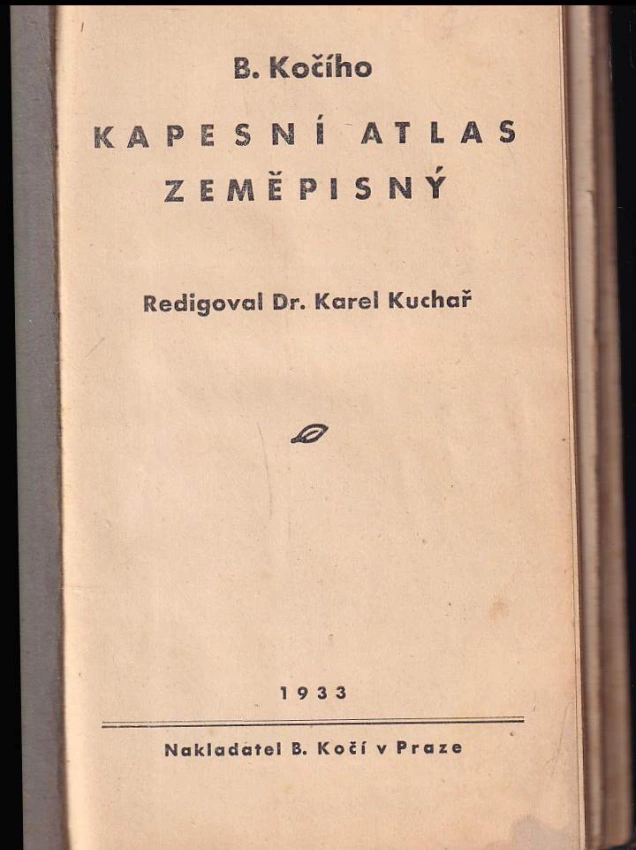 B. Kočího
KAPESNÍ ATLAS
ZEMĚPISNÝ
Redigoval Dr. Karel Kuchař
1933
Nakladatel B. Kočí v Praze